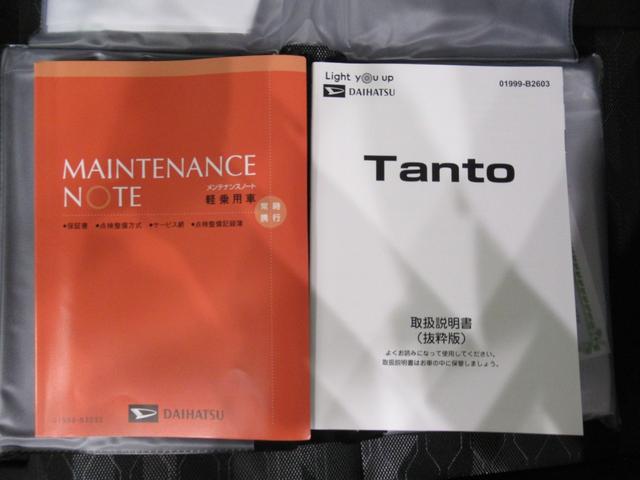 MAINTENANCE
NOTE
メンテナンスノート
軽乗用車
常時
携行
●保証書 ●点検整備方式 ●サービス網 ●点検整備記録簿
DAIHATSU
Light you up
DAIHATSU
01999-B2603
Tanto
取扱説明書
（抜粋版）
よくお読みになって使用してください。
取扱説明書はお車の中に保管しましょう。